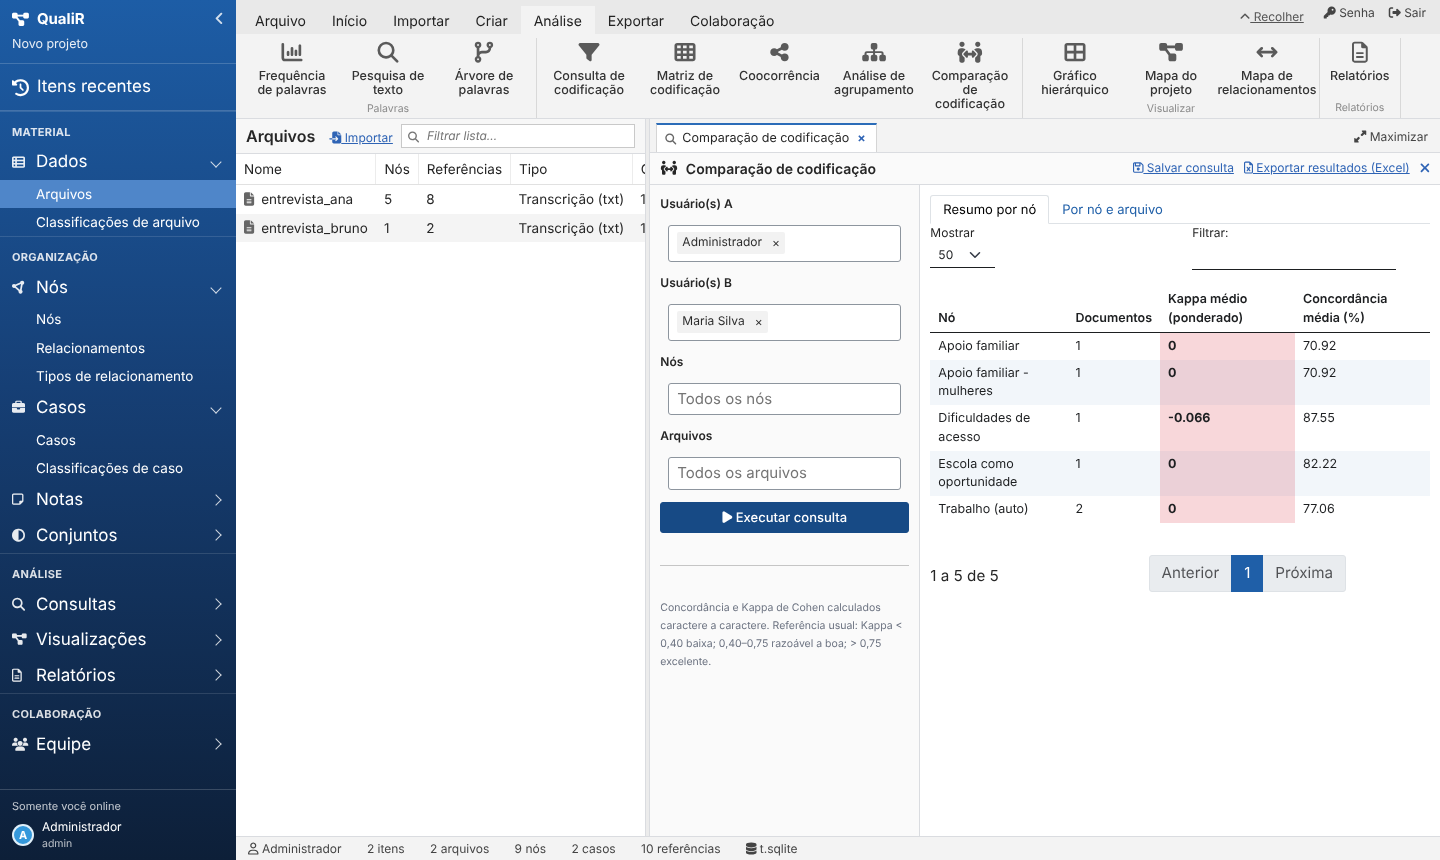 QualiR
Novo projeto
Itens recentes
MATERIAL
Dados
Arquivos
Classificações de arquivo
ORGANIZAÇÃO
Nós
Nós
Relacionamentos
Tipos de relacionamento
Casos
Casos
Classificações de caso
Notas
Conjuntos
ANÁLISE
Consultas
Visualizações
Relatórios
COLABORAÇÃO
Equipe
Somente você online
A
Administrador
admin
Arquivo Início Importar Criar Análise Exportar Colaboração
Recolher Senha Sair
Frequência de palavras
Pesquisa de texto
Árvore de palavras
Palavras
Consulta de codificação
Matriz de codificação
Coocorrência
Análise de agrupamento
Comparação de codificação
Gráfico hierárquico
Mapa do projeto
Mapa de relacionamentos
Visualizar
Relatórios
Relatórios
Arquivos Importar Filtrar lista...
Nome Nós Referências Tipo
entrevista_ana 5 8 Transcrição (txt) 1
entrevista_bruno 1 2 Transcrição (txt) 1
Comparação de codificação ×
Maximizar
Comparação de codificação
Salvar consulta Exportar resultados (Excel) ×
Usuário(s) A
Administrador ×
Usuário(s) B
Maria Silva ×
Nós
Todos os nós
Arquivos
Todos os arquivos
Executar consulta
Concordância e Kappa de Cohen calculados
caractere a caractere. Referência usual: Kappa <
0,40 baixa; 0,40–0,75 razoável a boa; > 0,75
excelente.
Resumo por nó Por nó e arquivo
Mostrar Filtrar:
50
Nó Documentos Kappa médio (ponderado) Concordância média (%)
Apoio familiar 1 0 70.92
Apoio familiar - mulheres 1 0 70.92
Dificuldades de acesso 1 -0.066 87.55
Escola como oportunidade 1 0 82.22
Trabalho (auto) 2 0 77.06
1 a 5 de 5 Anterior 1 Próxima
Administrador 2 itens 2 arquivos 9 nós 2 casos 10 referências t.sqlite